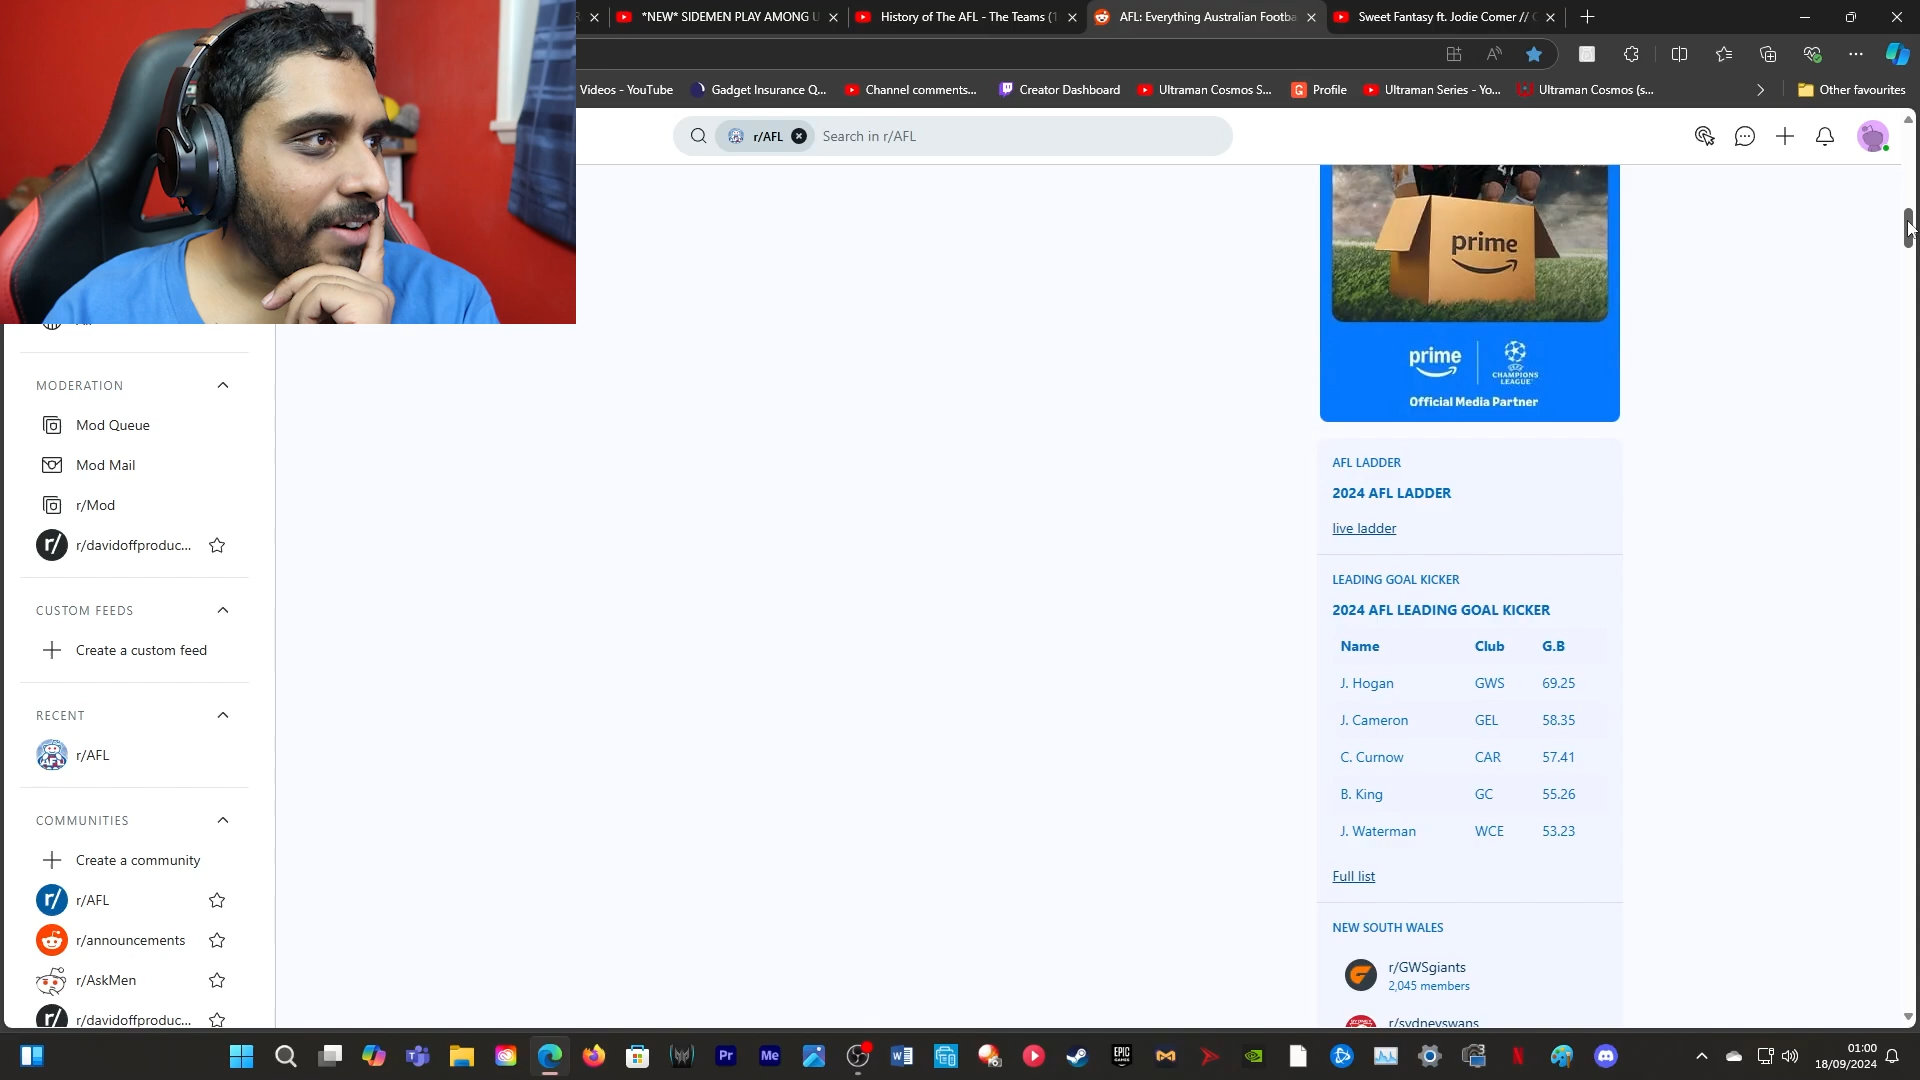 *NEW* SIDEMEN PLAY AMONG U
History of The AFL - The Teams (1
AFL: Everything Australian Footba
Sweet Fantasy ft. Jodie Comer //
Videos - YouTube
Gadget Insurance Q...
Channel comments...
Creator Dashboard
Ultraman Cosmos S...
Profile
Ultraman Series - Yo...
Ultraman Cosmos (s...
Other favourites
r/AFL
Search in r/AFL
prime
prime
UEFA
CHAMPIONS
LEAGUE
Official Media Partner
MODERATION
Mod Queue
Mod Mail
r/Mod
r/davidoffproduc...
CUSTOM FEEDS
Create a custom feed
RECENT
r/AFL
COMMUNITIES
Create a community
r/AFL
r/announcements
r/AskMen
r/davidoffproduc...
AFL LADDER
2024 AFL LADDER
live ladder
LEADING GOAL KICKER
2024 AFL LEADING GOAL KICKER
Name Club G.B
J. Hogan GWS 69.25
J. Cameron GEL 58.35
C. Curnow CAR 57.41
B. King GC 55.26
J. Waterman WCE 53.23
Full list
NEW SOUTH WALES
r/GWSgiants
2,045 members
r/sydneyswans
Pr
Me
EPIC
01:00
18/09/2024